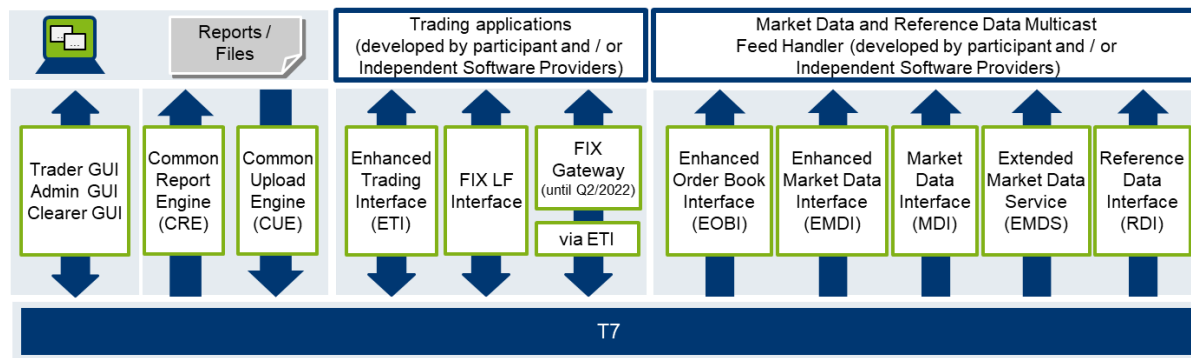 Reports /
Files
Trading applications
(developed by participant and / or
Independent Software Providers)
Market Data and Reference Data Multicast
Feed Handler (developed by participant and / or
Independent Software Providers)
Trader GUI
Admin GUI
Clearer GUI
Common
Report
Engine
(CRE)
Common
Upload
Engine
(CUE)
Enhanced
Trading
Interface
(ETI)
FIX LF
Interface
FIX
Gateway
(until Q2/2022)
via ETI
Enhanced
Order Book
Interface
(EOBI)
Enhanced
Market Data
Interface
(EMDI)
Market
Data
Interface
(MDI)
Extended
Market Data
Service
(EMDS)
Reference
Data
Interface
(RDI)
T7